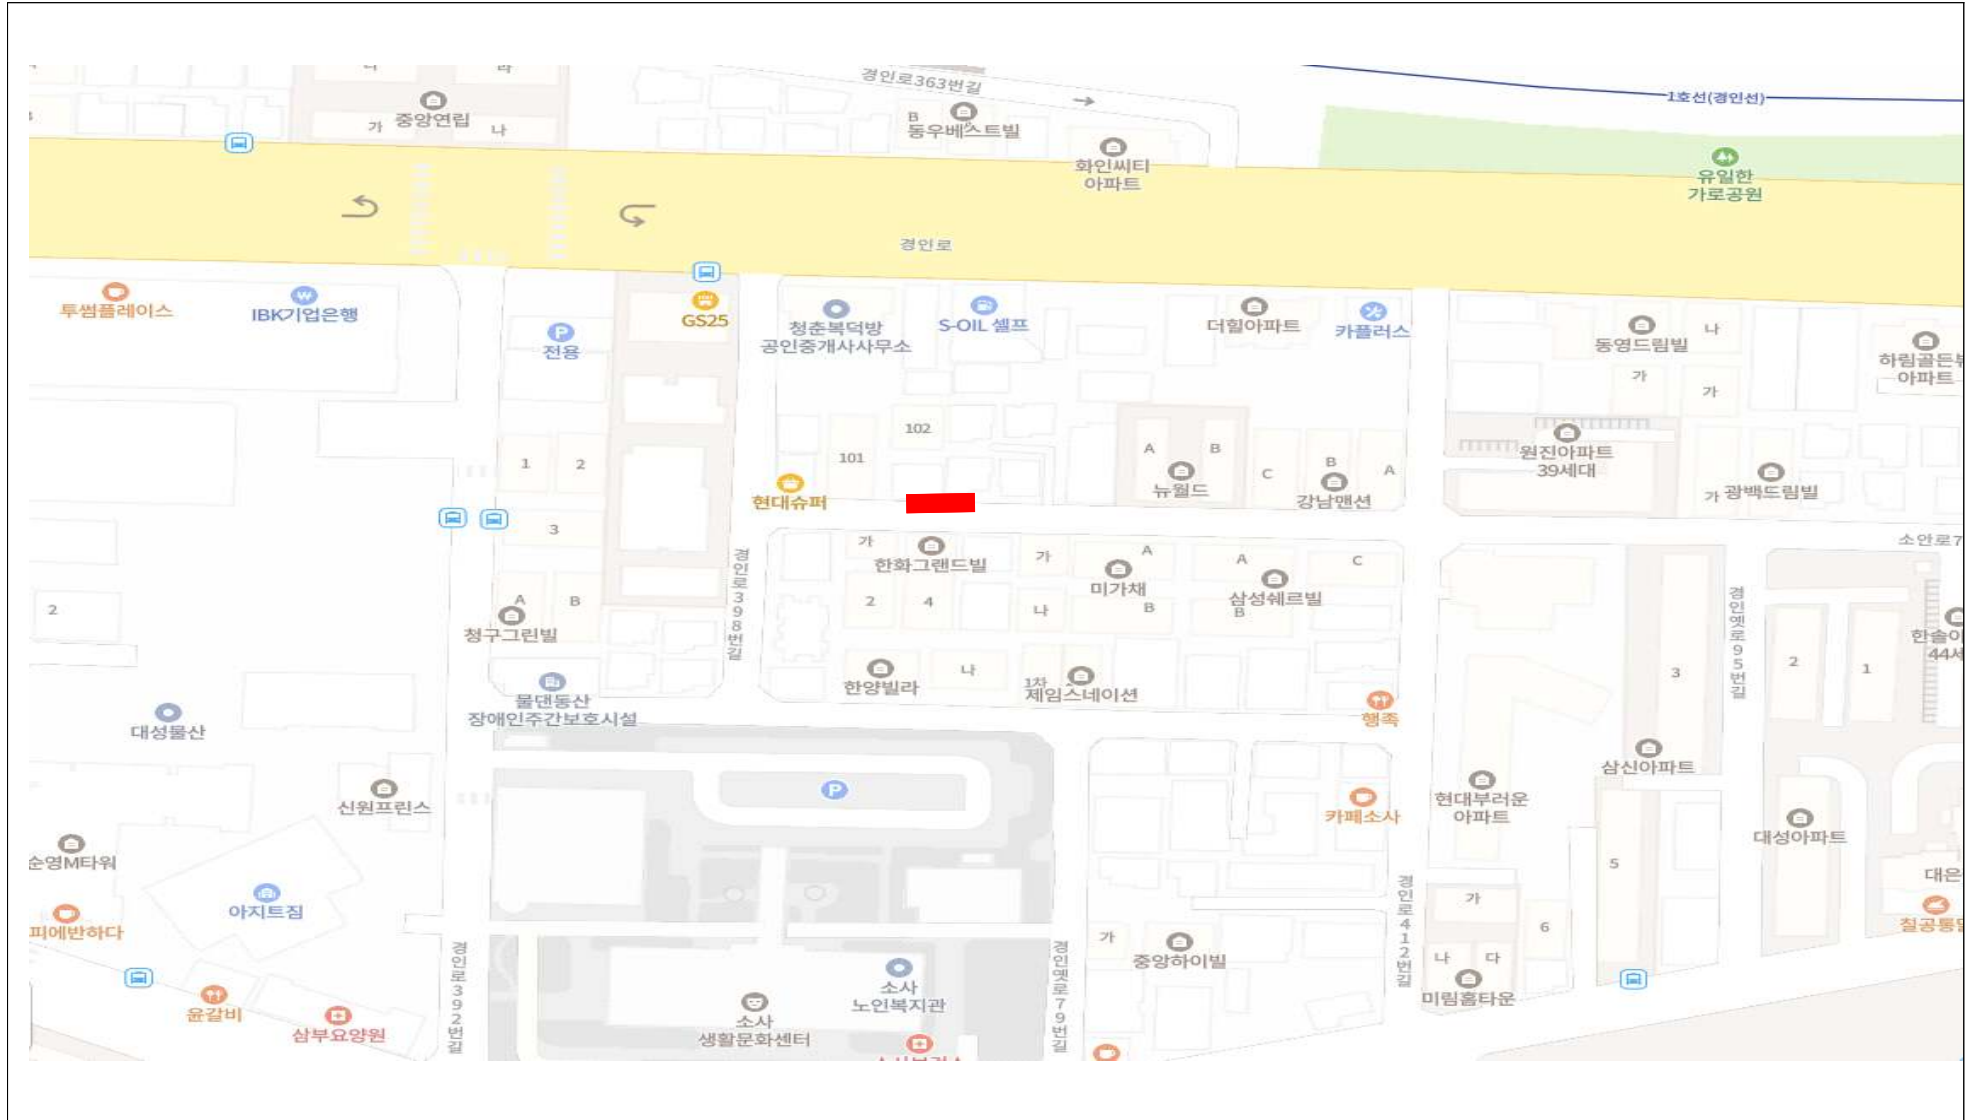 경인로363번길
1호선(경인선)
중앙연립
가
나
B
동우베스트빌
화인씨티
아파트
유일한
가로공원
경인로
투썸플레이스
IBK기업은행
전용
GS25
청춘복덕방
공인중개사사무소
S-OIL 셀프
더힐아파트
카플러스
동영드림빌
나
가
가
하림골든뷰
아파트
102
101
1
2
3
현대슈퍼
A
B
뉴월드
C
B
A
강남맨션
원진아파트
39세대
가
광백드림빌
소안로7
가
한화그랜드빌
2
4
가
나
A
미가채
B
A
삼성쉐르빌
B
C
경인로398번길
2
A
B
청구그린빌
물댄동산
장애인주간보호시설
한양빌라
나
1차
제임스네이션
행족
경인옛로95번길
3
2
1
한솔아
44세
대성물산
신원프린스
P
삼신아파트
현대부러운
아파트
카페소사
대성아파트
순영M타워
5
대은
아지트짐
피에반하다
철공통일
가
6
나
다
미림홈타운
경인로412번길
가
중앙하이빌
경인옛로79번길
경인로392번길
소사
노인복지관
소사
생활문화센터
윤갈비
삼부요양원